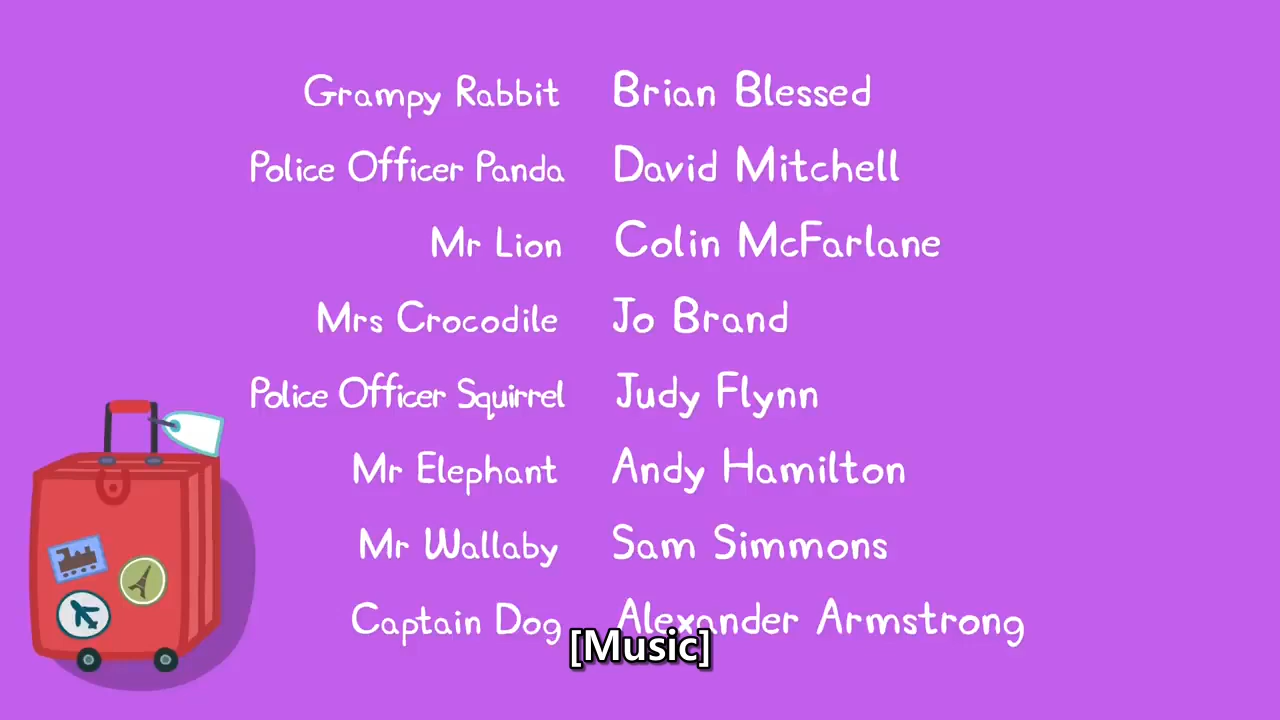 Grampy Rabbit Brian Blessed
Police Officer Panda David Mitchell
Mr Lion Colin McFarlane
Mrs Crocodile Jo Brand
Police Officer Squirrel Judy Flynn
Mr Elephant Andy Hamilton
Mr Wallaby Sam Simmons
Captain Dog Alexander Armstrong
[Music]